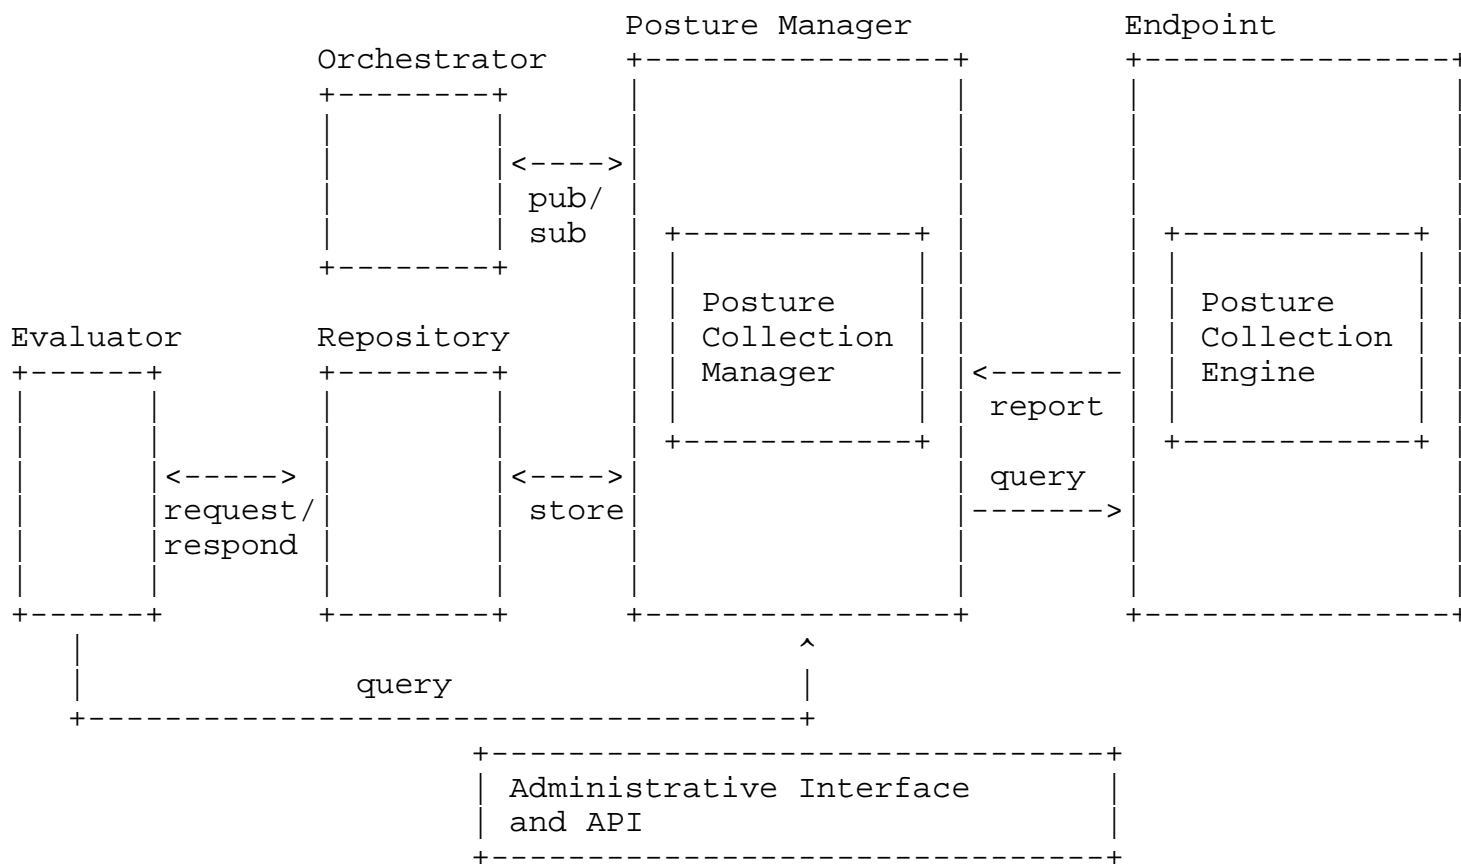 Posture Manager
Endpoint
Orchestrator
<---->
pub/
sub
Posture
Collection
Manager
Posture
Collection
Engine
Evaluator
Repository
<-------
report
<----->
request/
respond
<---->
store
query
------->
query
Administrative Interface
and API